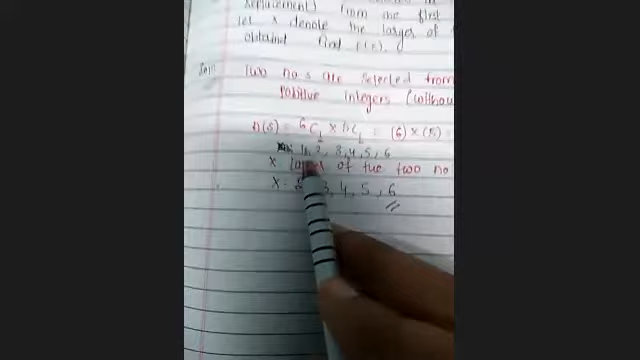 replacement) from the first
let x denote the larger of
obtained find E(x).
Soln Two no s are selected from
positive integers (withou
n(S) = ⁶C₁ × ⁵C₁ = (6) × (5) =
1, 2, 3, 4, 5, 6
x larger of the two no
X = 2, 3, 4, 5, 6